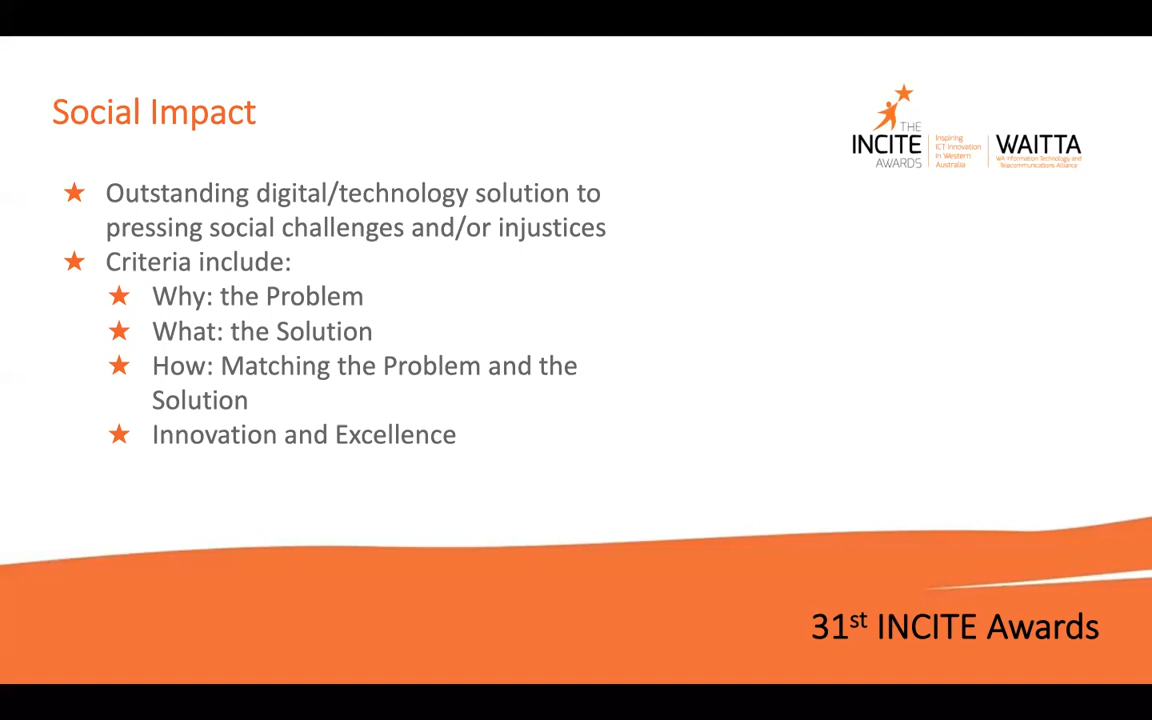 Social Impact
THE
INCITE
AWARDS
Inspiring
ICT Innovation
in Western
Australia
WAITTA
WA Information Technology and
Telecommunications Alliance
Outstanding digital/technology solution to
pressing social challenges and/or injustices
Criteria include:
Why: the Problem
What: the Solution
How: Matching the Problem and the
Solution
Innovation and Excellence
31st INCITE Awards